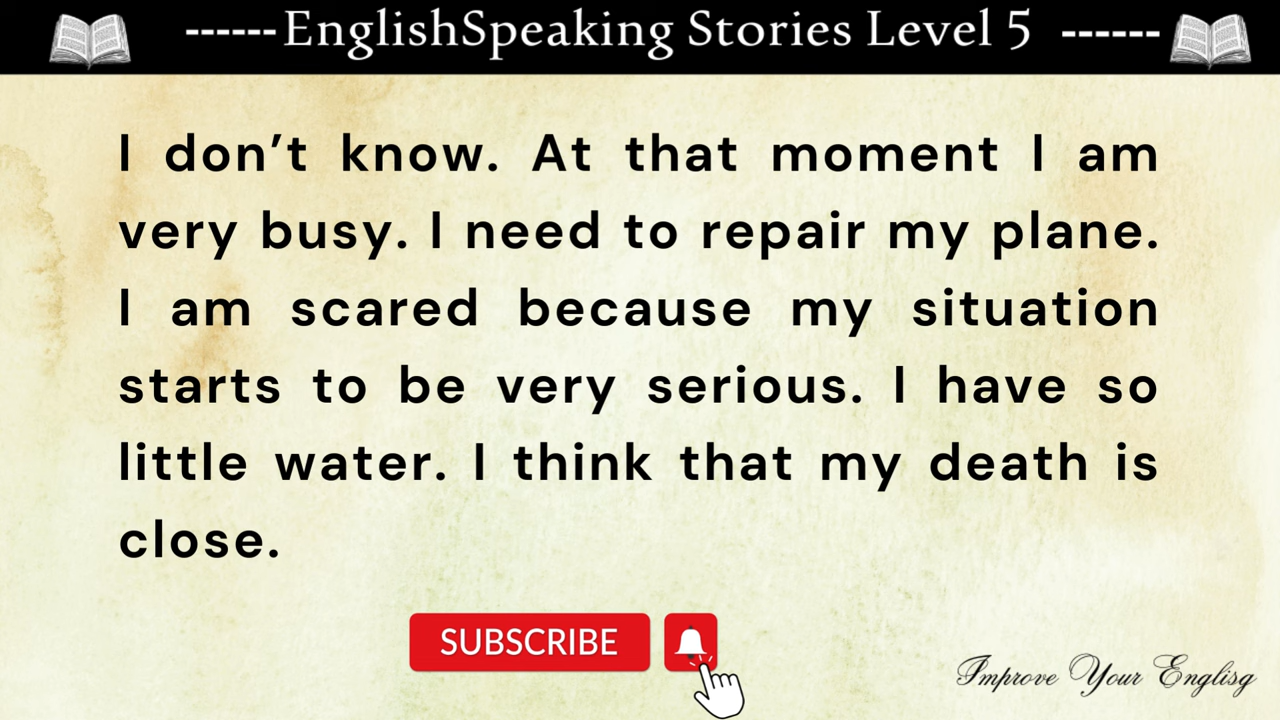 ------EnglishSpeaking Stories Level 5 ------
I don’t know. At that moment I am
very busy. I need to repair my plane.
I am scared because my situation
starts to be very serious. I have so
little water. I think that my death is
close.
SUBSCRIBE
Improve Your Englisg